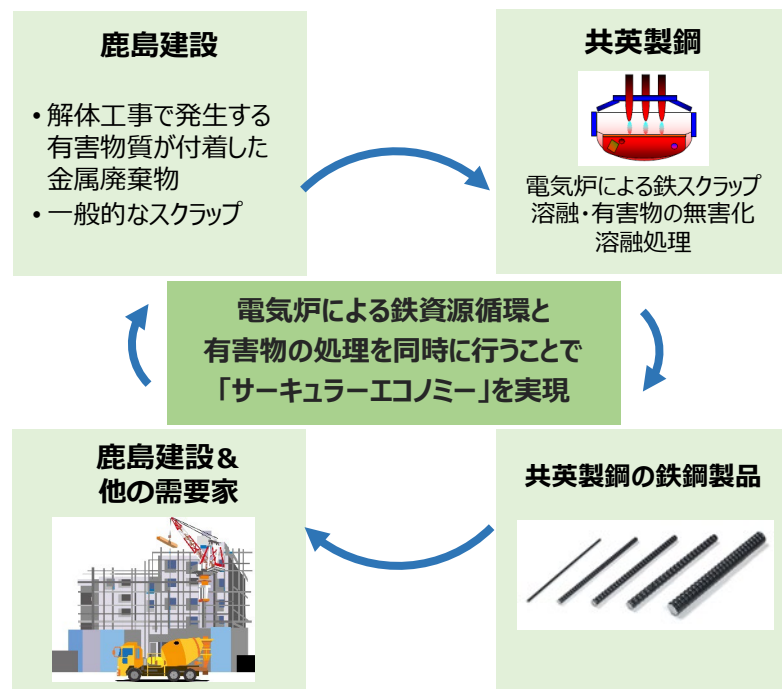 鹿島建設
• 解体工事で発生する
有害物質が付着した
金属廃棄物
• 一般的なスクラップ
共英製鋼
電気炉による鉄スクラップ
溶融・有害物の無害化
溶融処理
電気炉による鉄資源循環と
有害物の処理を同時に行うことで
「サーキュラーエコノミー」を実現
鹿島建設&
他の需要家
共英製鋼の鉄鋼製品